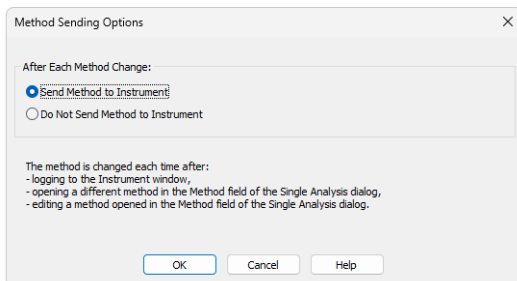 Method Sending Options
After Each Method Change:
Send Method to Instrument
Do Not Send Method to Instrument
The method is changed each time after:
- logging to the Instrument window,
- opening a different method in the Method field of the Single Analysis dialog,
- editing a method opened in the Method field of the Single Analysis dialog.
OK Cancel Help